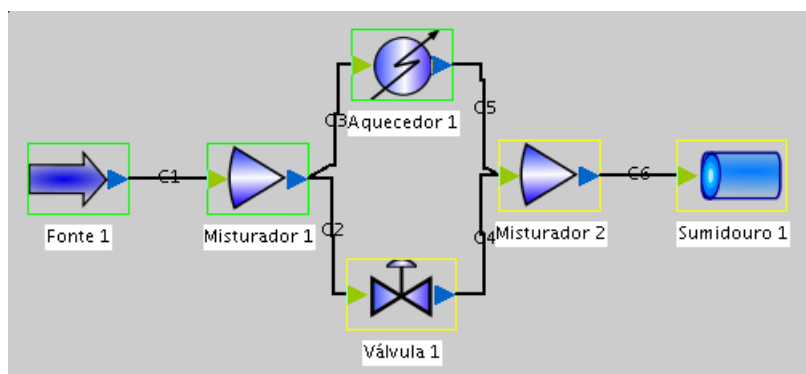 Aquecedor 1
C3
C5
C1
C6
Fonte 1
Misturador 1
C2
C4
Misturador 2
Sumidouro 1
Válvula 1